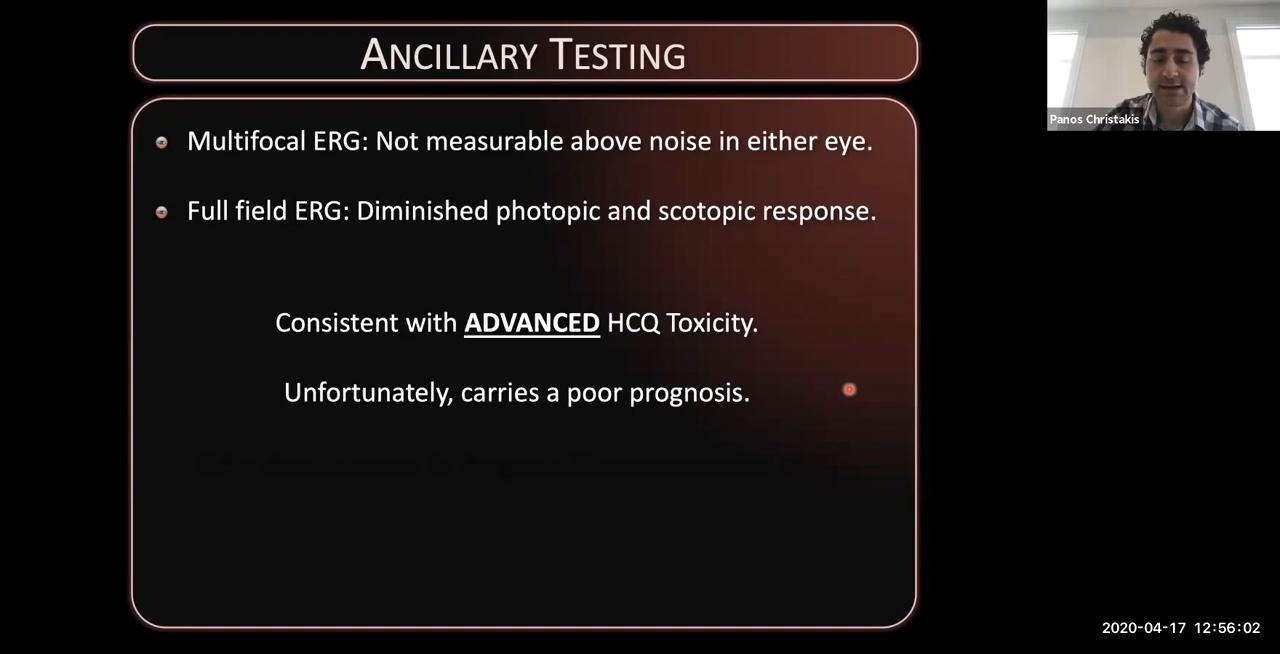 ANCILLARY TESTING
Panos Christakis
Multifocal ERG: Not measurable above noise in either eye.
Full field ERG: Diminished photopic and scotopic response.
Consistent with ADVANCED HCQ Toxicity.
Unfortunately, carries a poor prognosis.
2020-04-17 12:56:02